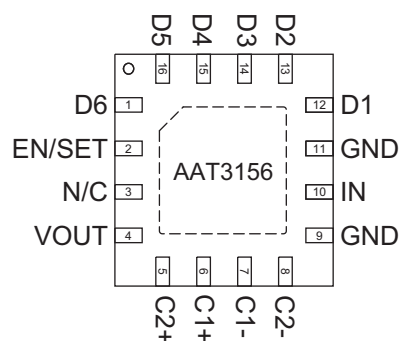 D5 D4 D3 D2
16 15 14 13
D6 1 12 D1
EN/SET 2 11 GND
AAT3156
N/C 3 10 IN
VOUT 4 9 GND
5 6 7 8
C2+ C1+ C1- C2-